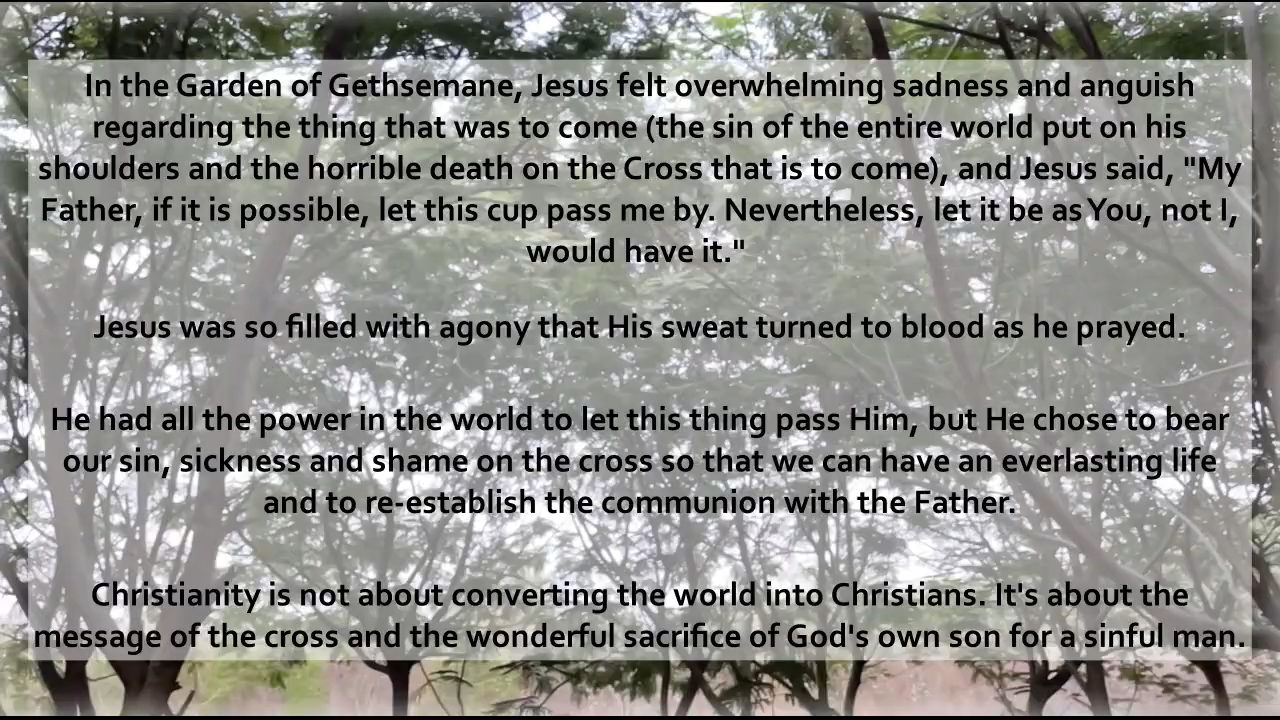 In the Garden of Gethsemane, Jesus felt overwhelming sadness and anguish
regarding the thing that was to come (the sin of the entire world put on his
shoulders and the horrible death on the Cross that is to come), and Jesus said, "My
Father, if it is possible, let this cup pass me by. Nevertheless, let it be as You, not I,
would have it."
Jesus was so filled with agony that His sweat turned to blood as he prayed.
He had all the power in the world to let this thing pass Him, but He chose to bear
our sin, sickness and shame on the cross so that we can have an everlasting life
and to re-establish the communion with the Father.
Christianity is not about converting the world into Christians. It's about the
message of the cross and the wonderful sacrifice of God's own son for a sinful man.